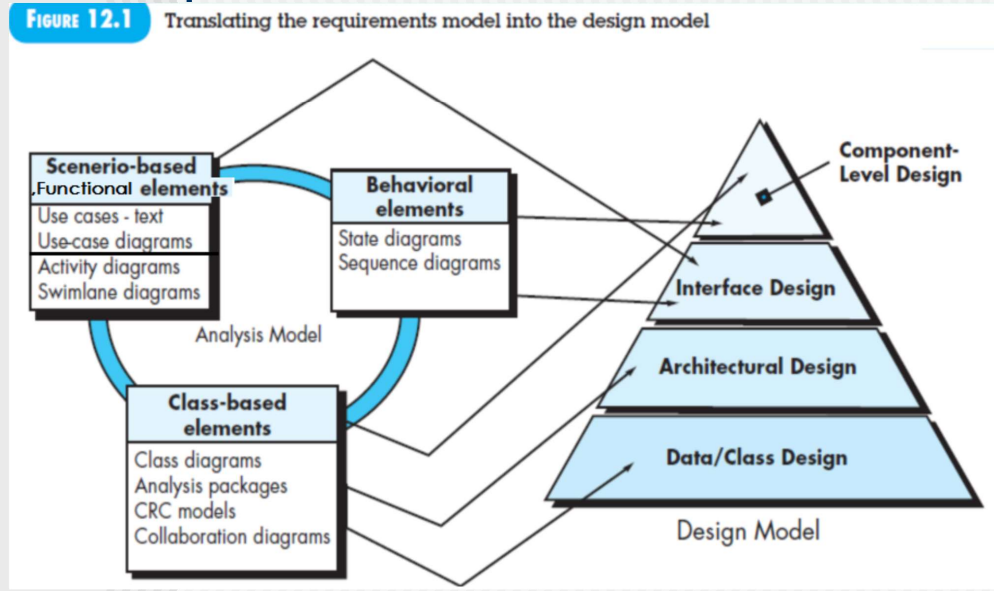 FIGURE 12.1 Translating the requirements model into the design model
Scenerio-based
,Functional elements
Use cases - text
Use-case diagrams
Activity diagrams
Swimlane diagrams
Behavioral
elements
State diagrams
Sequence diagrams
Analysis Model
Class-based
elements
Class diagrams
Analysis packages
CRC models
Collaboration diagrams
Component-
Level Design
Interface Design
Architectural Design
Data/Class Design
Design Model